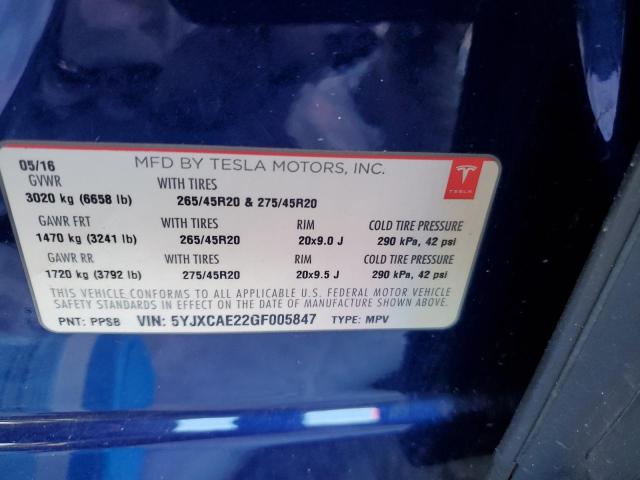 05/16 MFD BY TESLA MOTORS, INC.
GVWR WITH TIRES
3020 kg (6658 lb) 265/45R20 & 275/45R20
TESLA
GAWR FRT WITH TIRES RIM COLD TIRE PRESSURE
1470 kg (3241 lb) 265/45R20 20x9.0 J 290 kPa, 42 psi
GAWR RR WITH TIRES RIM COLD TIRE PRESSURE
1720 kg (3792 lb) 275/45R20 20x9.5 J 290 kPa, 42 psi
THIS VEHICLE CONFORMS TO ALL APPLICABLE U.S. FEDERAL MOTOR VEHICLE
SAFETY STANDARDS IN EFFECT ON THE DATE OF MANUFACTURE SHOWN ABOVE.
PNT: PPSB VIN: 5YJXCAE22GF005847 TYPE: MPV